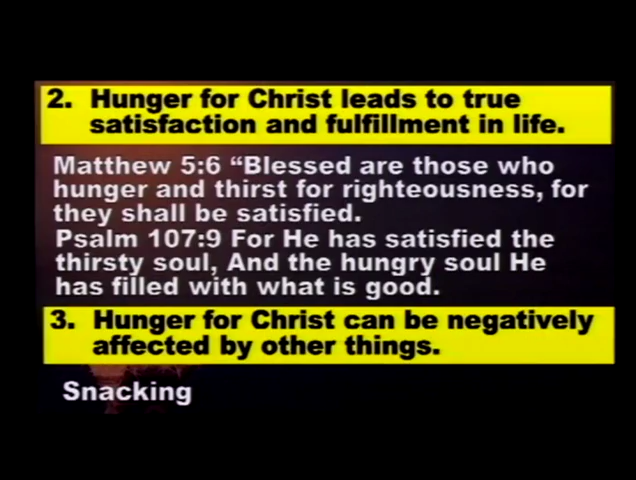 2. Hunger for Christ leads to true
satisfaction and fulfillment in life.
Matthew 5:6 “Blessed are those who
hunger and thirst for righteousness, for
they shall be satisfied.
Psalm 107:9 For He has satisfied the
thirsty soul, And the hungry soul He
has filled with what is good.
3. Hunger for Christ can be negatively
affected by other things.
Snacking